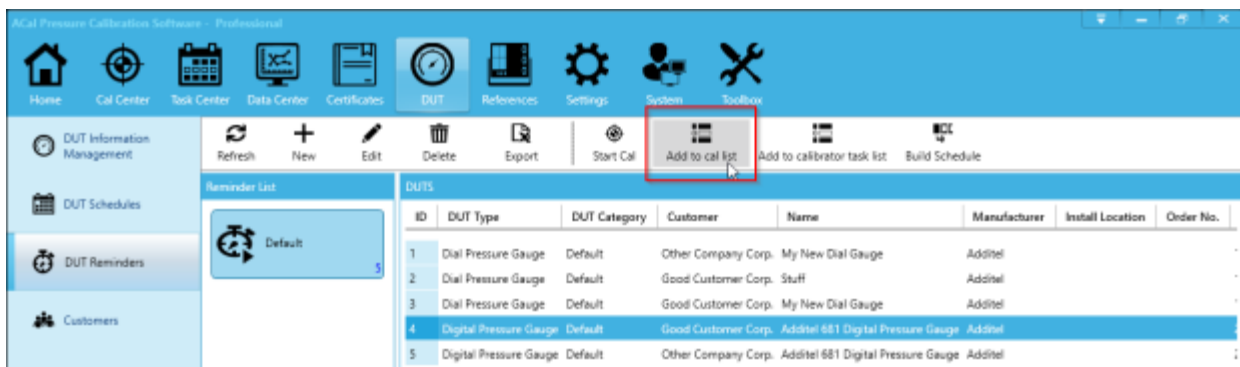 ACal Pressure Calibration Software - Professional
Home Cal Center Task Center Data Center Certificates DUT References Settings System Toolbox
DUT Information
Management
DUT Schedules
DUT Reminders
Customers
Refresh New Edit Delete Export Start Cal Add to cal list Add to calibrator task list Build Schedule
Reminder List
Default
5
DUTS
ID DUT Type DUT Category Customer Name Manufacturer Install Location Order No.
1 Dial Pressure Gauge Default Other Company Corp. My New Dial Gauge Additel
2 Dial Pressure Gauge Default Good Customer Corp. Stuff Additel
3 Dial Pressure Gauge Default Good Customer Corp. My New Dial Gauge Additel
4 Digital Pressure Gauge Default Good Customer Corp. Additel 681 Digital Pressure Gauge Additel
5 Digital Pressure Gauge Default Other Company Corp. Additel 681 Digital Pressure Gauge Additel